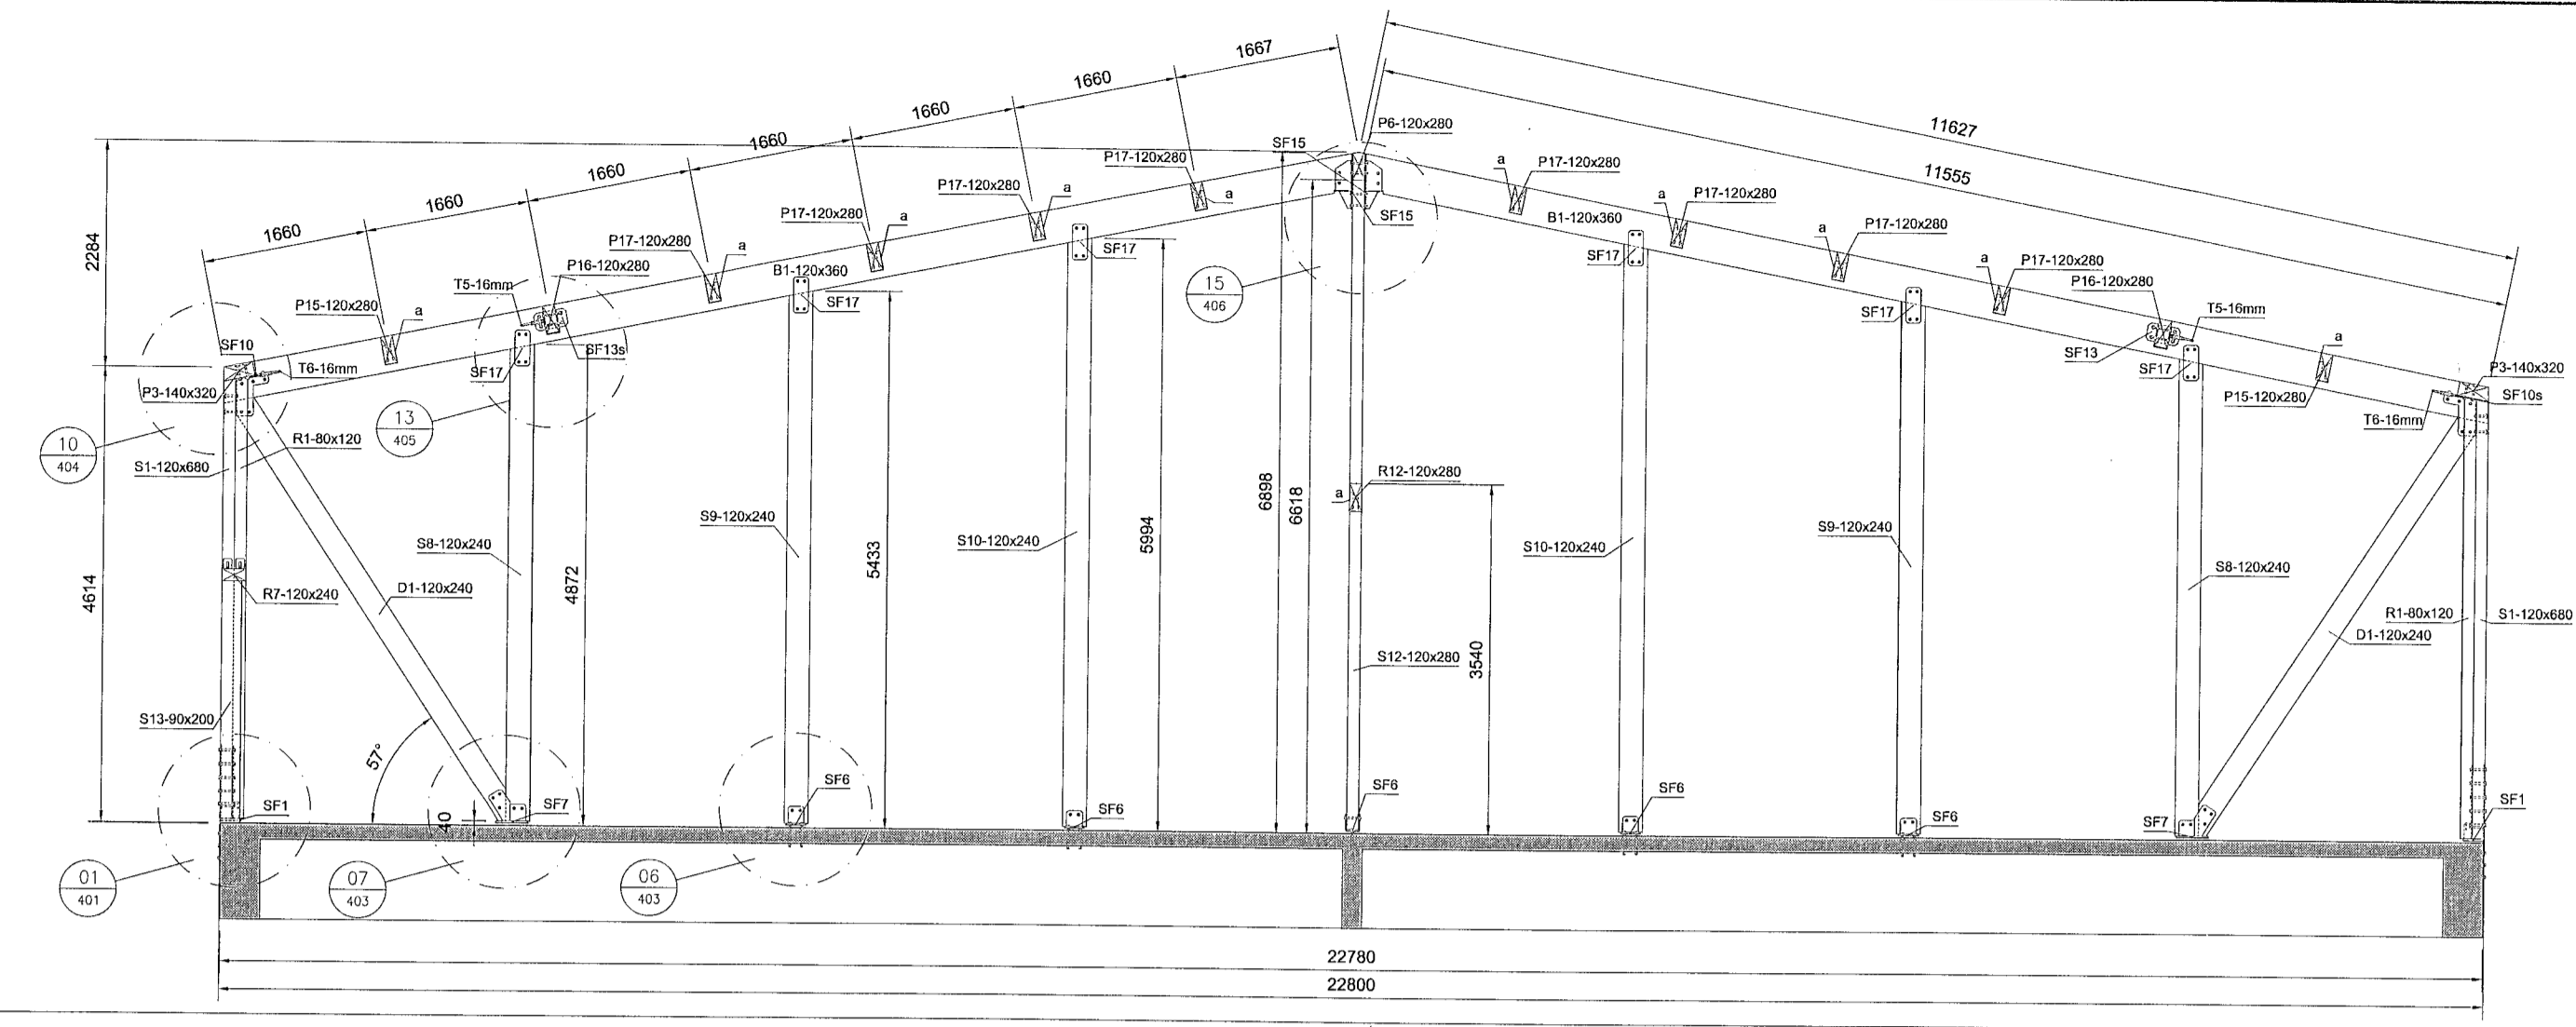 1667
11627
1660
11555
1660
1660
1660
1660
1660
2284
4614
P6-120x280
SF15
SF15
P17-120x280
a
P17-120x280
a
P17-120x280
a
P17-120x280
a
P16-120x280
T5-16mm
P15-120x280
a
SF10
T6-16mm
P3-140x320
B1-120x360
SF17
SF17
SF17
SF13s
a
P17-120x280
B1-120x360
a
P17-120x280
a
P17-120x280
a
P17-120x280
P16-120x280
T5-16mm
SF17
SF17
SF13
SF17
a
P15-120x280
P3-140x320
SF10s
T6-16mm
10
404
13
405
15
406
R1-80x120
S1-120x680
R7-120x240
S13-90x200
57°
D1-120x240
S8-120x240
4872
S9-120x240
5433
S10-120x240
5994
6898
6618
R12-120x280
a
3540
S12-120x280
S10-120x240
S9-120x240
S8-120x240
R1-80x120
S1-120x680
D1-120x240
SF1
40
SF7
SF6
SF6
SF6
SF6
SF6
SF7
SF1
01
401
07
403
06
403
22780
22800